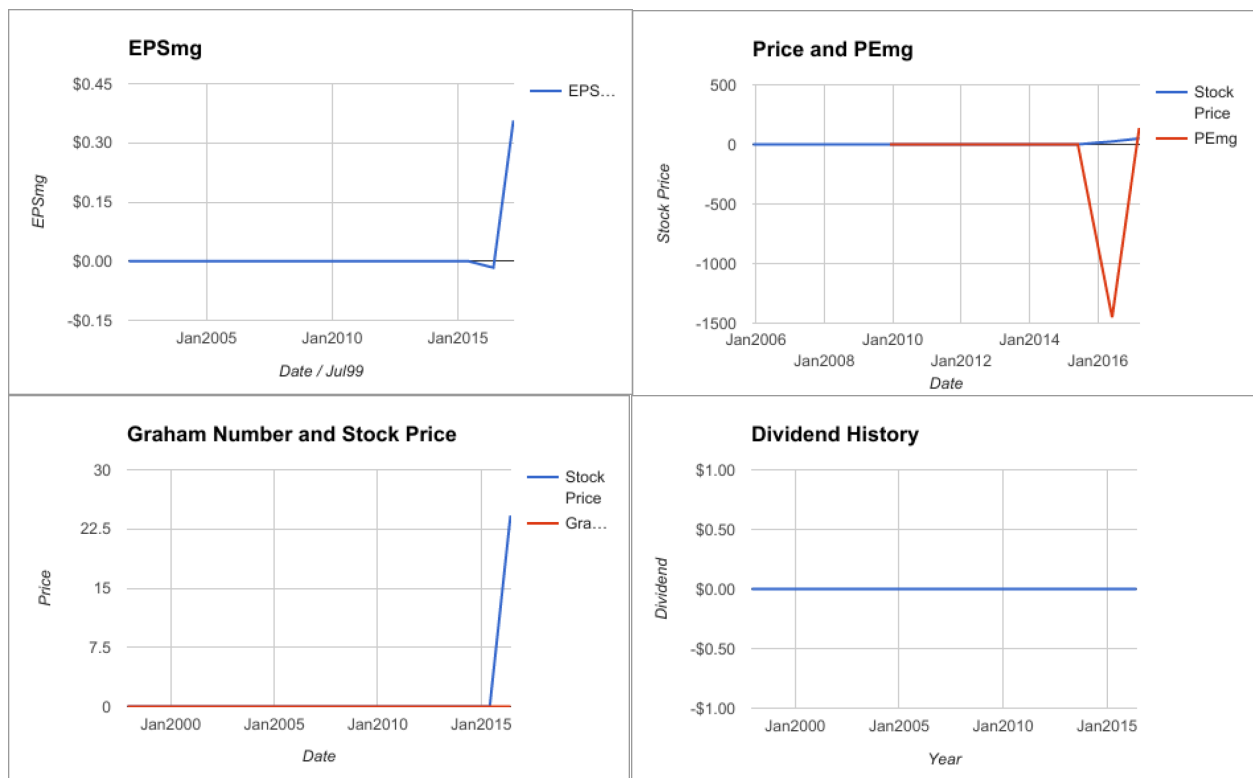 EPSmg
$0.45
$0.30
$0.15
$0.00
-$0.15
EPSmg
Jan2005
Jan2010
Jan2015
Date / Jul99
EPS…
Price and PEmg
500
0
-500
-1000
-1500
Stock Price
Jan2006
Jan2008
Jan2010
Jan2012
Jan2014
Jan2016
Date
Stock
Price
PEmg
Graham Number and Stock Price
30
22.5
15
7.5
0
Price
Jan2000
Jan2005
Jan2010
Jan2015
Date
Stock
Price
Gra…
Dividend History
$1.00
$0.50
$0.00
-$0.50
-$1.00
Dividend
Jan2000
Jan2005
Jan2010
Jan2015
Year